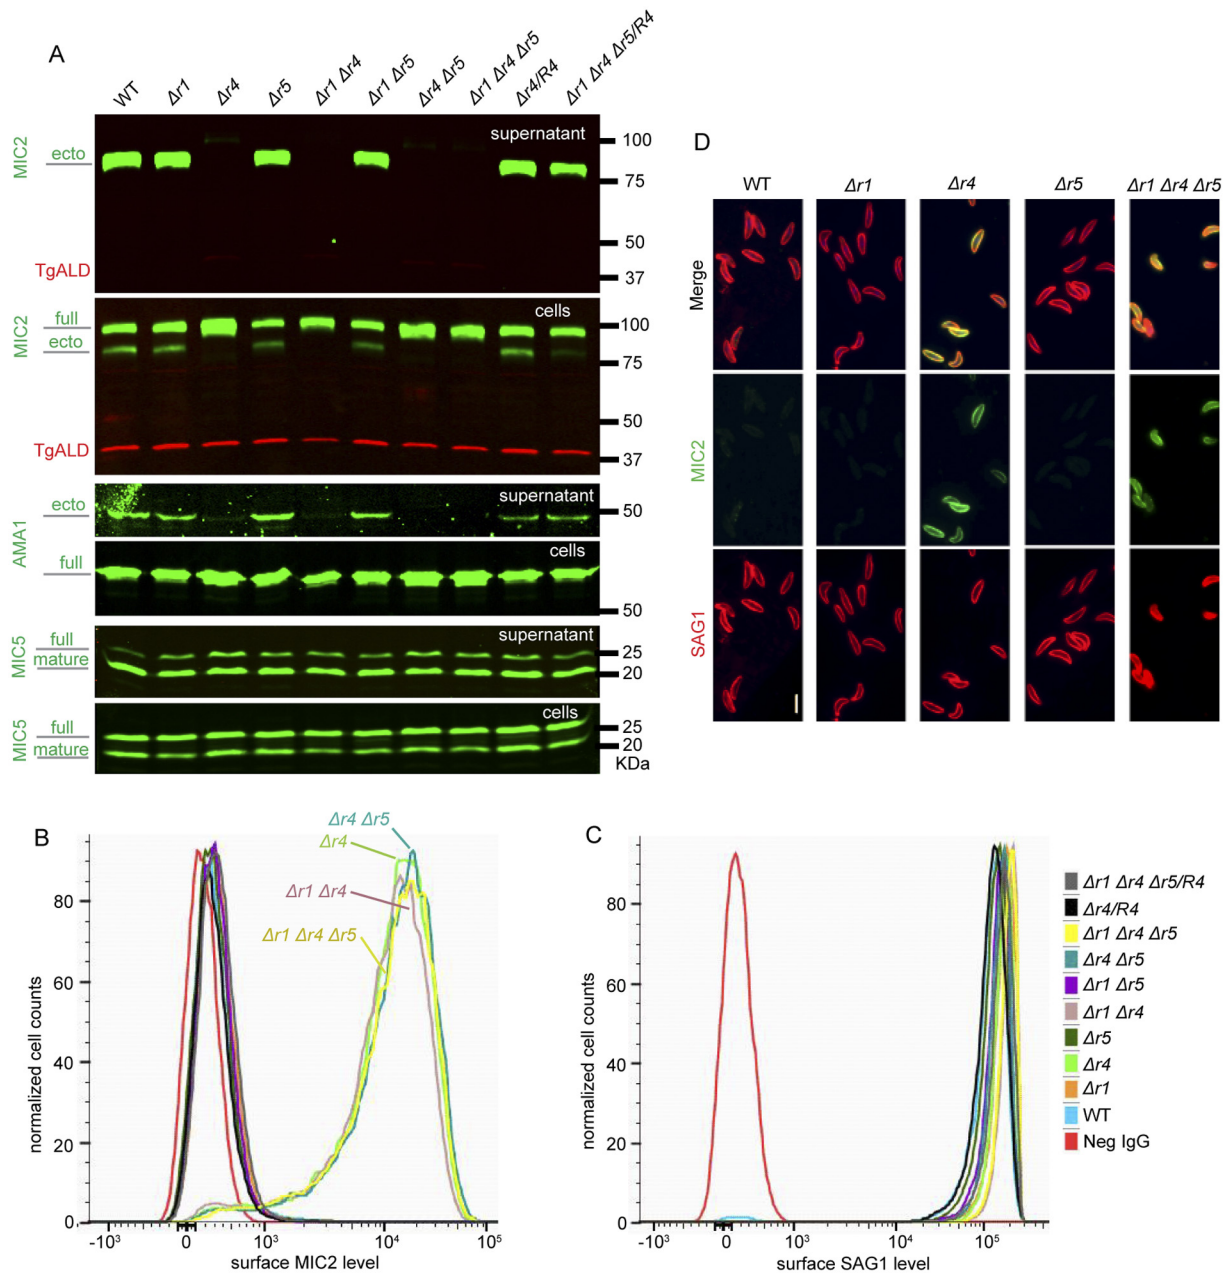 A
WT
Δr1
Δr4
Δr5
Δr1 Δr4
Δr1 Δr5
Δr4 Δr5
Δr1 Δr4 Δr5
Δr4/R4
Δr1 Δr4 Δr5/R4
MIC2
ecto
TgALD
supernatant
100
75
50
37
MIC2
full
ecto
TgALD
cells
100
75
50
37
AMA1
ecto
supernatant
50
full
cells
50
MIC5
full
mature
supernatant
25
20
MIC5
full
mature
cells
25
20
KDa
D
WT
Δr1
Δr4
Δr5
Δr1 Δr4 Δr5
Merge
MIC2
SAG1
B
Δr4 Δr5
Δr4
Δr1 Δr4
Δr1 Δr4 Δr5
normalized cell counts
80
60
40
20
0
-10³
0
10³
10⁴
10⁵
surface MIC2 level
C
normalized cell counts
80
60
40
20
0
-10³
0
10³
10⁴
10⁵
surface SAG1 level
Δr1 Δr4 Δr5/R4
Δr4/R4
Δr1 Δr4 Δr5
Δr4 Δr5
Δr1 Δr5
Δr1 Δr4
Δr5
Δr4
Δr1
WT
Neg IgG